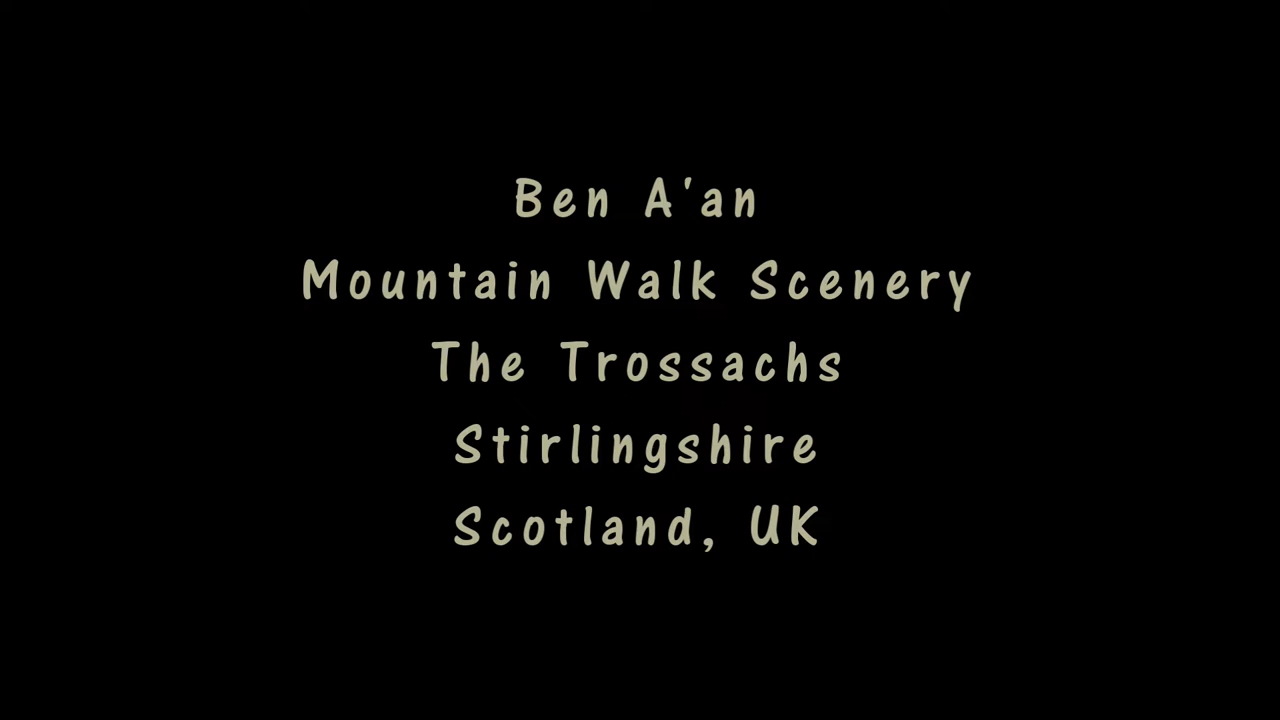 Ben A'an
Mountain Walk Scenery
The Trossachs
Stirlingshire
Scotland, UK